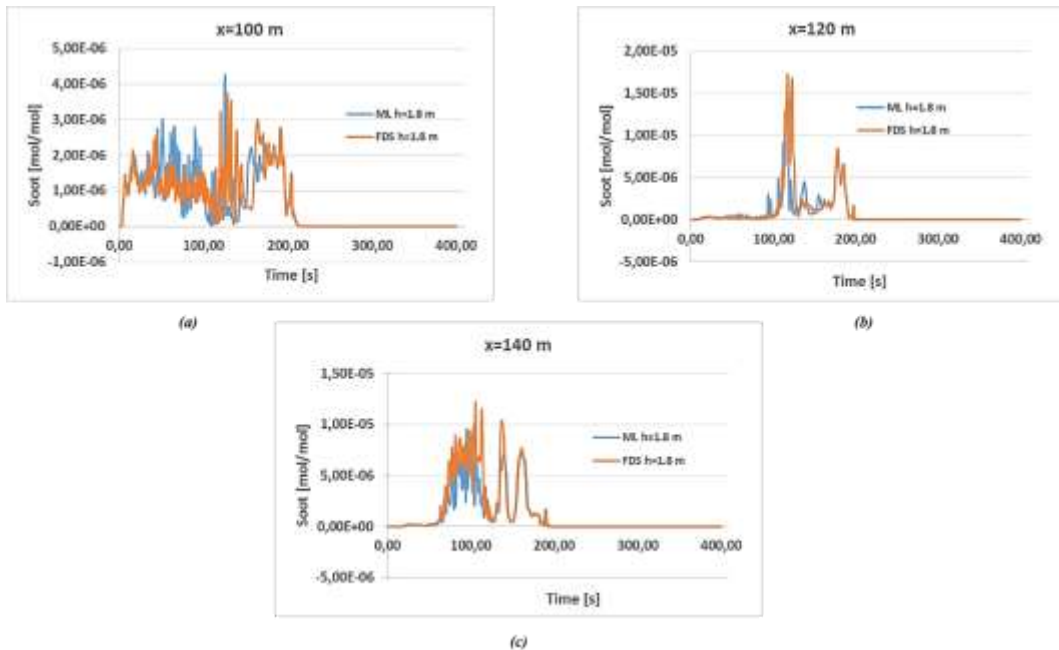 x=100 m
5,00E-06
4,00E-06
3,00E-06
2,00E-06
1,00E-06
0,00E+00
-1,00E-06
Soot [mol/mol]
ML h=1.8 m
FDS h=1.8 m
0,00 100,00 200,00 300,00 400,00
Time [s]
(a)
x=120 m
2,00E-05
1,50E-05
1,00E-05
5,00E-06
0,00E+00
-5,00E-06
Soot [mol/mol]
ML h=1.8 m
FDS h=1.8 m
0,00 100,00 200,00 300,00 400,00
Time [s]
(b)
x=140 m
1,50E-05
1,00E-05
5,00E-06
0,00E+00
-5,00E-06
Soot [mol/mol]
ML h=1.8 m
FDS h=1.8 m
0,00 100,00 200,00 300,00 400,00
Time [s]
(c)